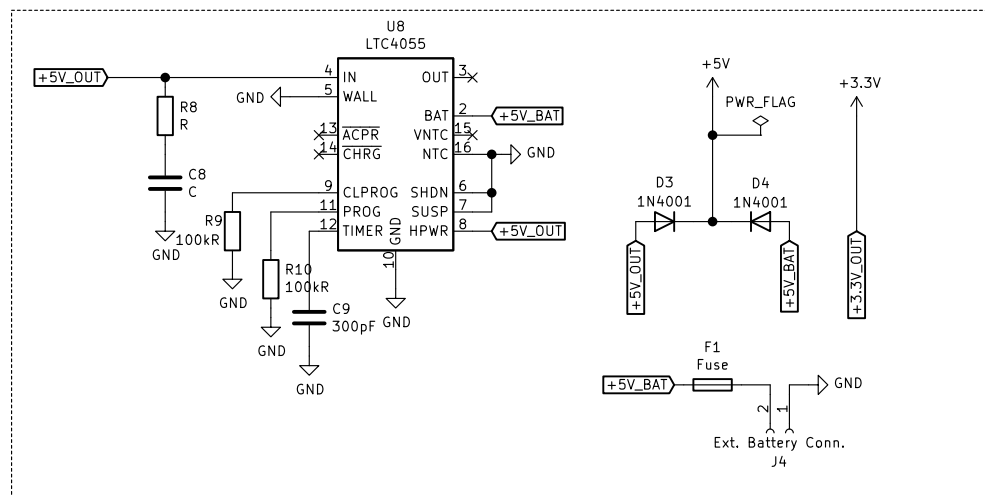 U8
LTC4055
+5V_OUT
4
IN
OUT
3
5
WALL
GND
R8
R
BAT
2
+5V_BAT
13
ACPR
VNTC
15
14
CHRG
NTC
16
GND
C8
C
9
CLPROG
SHDN
6
11
PROG
SUSP
7
12
TIMER
HPWR
8
+5V_OUT
GND
10
R9
100kR
GND
R10
100kR
GND
C9
300pF
GND
GND
GND
+5V
PWR_FLAG
+3.3V
D3
1N4001
D4
1N4001
+5V_OUT
+5V_BAT
+3.3V_OUT
F1
Fuse
+5V_BAT
GND
2
1
Ext. Battery Conn.
J4